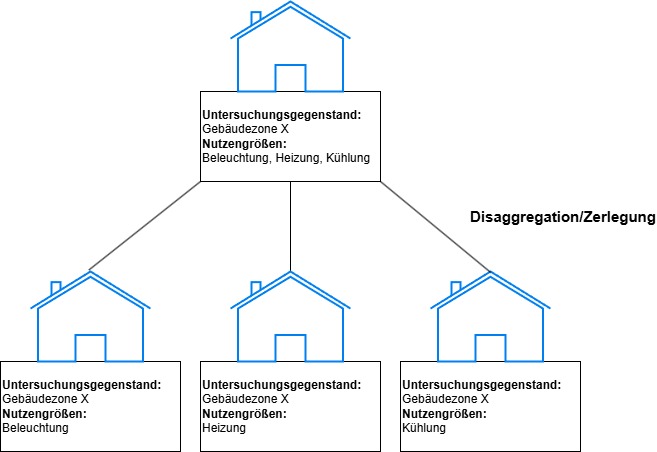 Untersuchungsgegenstand:
Gebäudezone X
Nutzengrößen:
Beleuchtung, Heizung, Kühlung
Disaggregation/Zerlegung
Untersuchungsgegenstand:
Gebäudezone X
Nutzengrößen:
Beleuchtung
Untersuchungsgegenstand:
Gebäudezone X
Nutzengrößen:
Heizung
Untersuchungsgegenstand:
Gebäudezone X
Nutzengrößen:
Kühlung